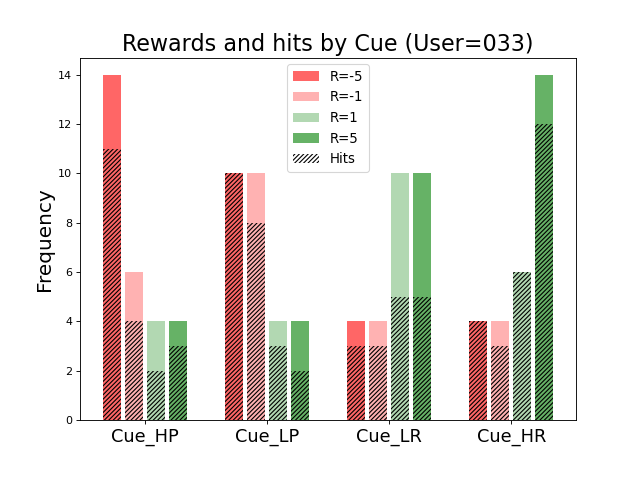 Rewards and hits by Cue (User=033)
R=-5
R=-1
R=1
R=5
Hits
Frequency
14
12
10
8
6
4
2
0
Cue_HP
Cue_LP
Cue_LR
Cue_HR